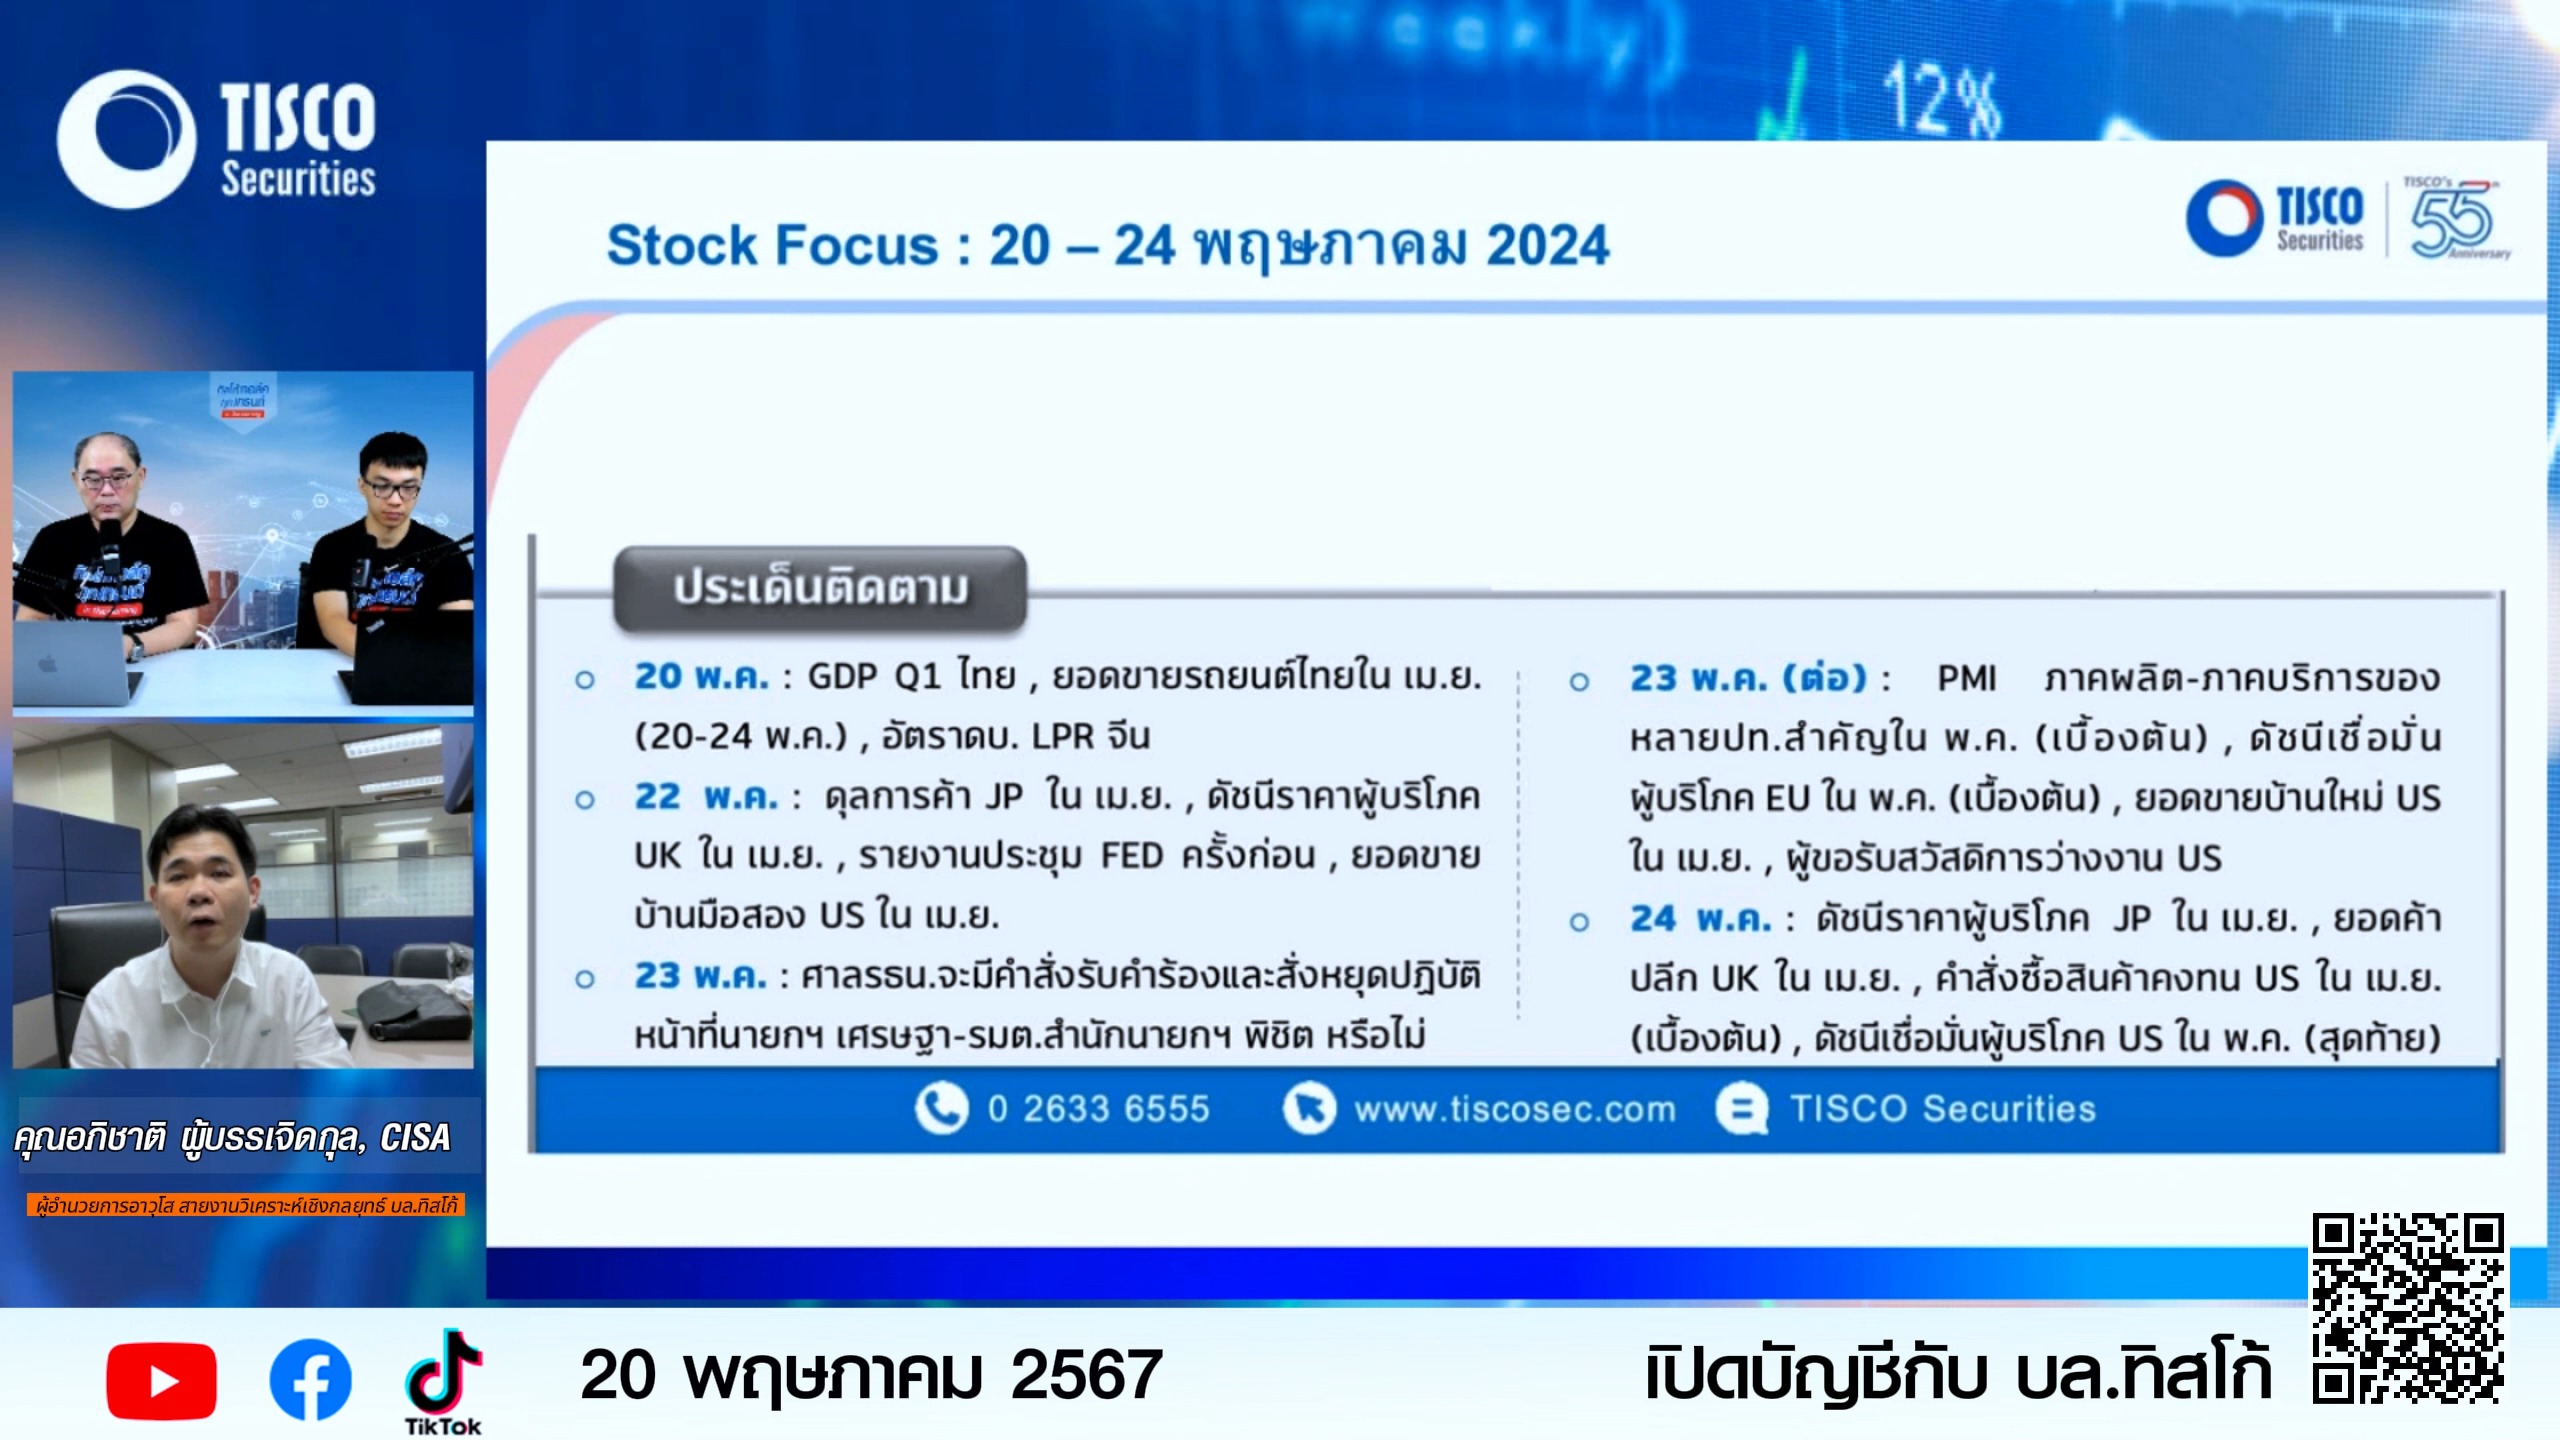 (Weekly)
12%
TISCO
Securities
Stock Focus : 20 – 24 พฤษภาคม 2024
TISCO
Securities
TISCO's
55th
Anniversary
ประเด็นติดตาม
20 พ.ค. : GDP Q1 ไทย , ยอดขายรถยนต์ไทยใน เม.ย.
(20-24 พ.ค.) , อัตราดบ. LPR จีน
22 พ.ค. : ดุลการค้า JP ใน เม.ย. , ดัชนีราคาผู้บริโภค
UK ใน เม.ย. , รายงานประชุม FED ครั้งก่อน , ยอดขาย
บ้านมือสอง US ใน เม.ย.
23 พ.ค. : ศาลรธน.จะมีคำสั่งรับคำร้องและสั่งหยุดปฏิบัติ
หน้าที่นายกฯ เศรษฐา-รมต.สำนักนายกฯ พิชิต หรือไม่
23 พ.ค. (ต่อ) : PMI ภาคผลิต-ภาคบริการของ
หลายปท.สำคัญใน พ.ค. (เบื้องต้น) , ดัชนีเชื่อมั่น
ผู้บริโภค EU ใน พ.ค. (เบื้องต้น) , ยอดขายบ้านใหม่ US
ใน เม.ย. , ผู้ขอรับสวัสดิการว่างงาน US
24 พ.ค. : ดัชนีราคาผู้บริโภค JP ใน เม.ย. , ยอดค้า
ปลีก UK ใน เม.ย. , คำสั่งซื้อสินค้าคงทน US ใน เม.ย.
(เบื้องต้น) , ดัชนีเชื่อมั่นผู้บริโภค US ใน พ.ค. (สุดท้าย)
0 2633 6555 www.tiscosec.com TISCO Securities
คุณอภิชาติ ผู้บรรเจิดกุล, CISA
ผู้อำนวยการอาวุโส สายงานวิเคราะห์เชิงกลยุทธ์ บล.ทิสโก้
TikTok
20 พฤษภาคม 2567
เปิดบัญชีกับ บล.ทิสโก้